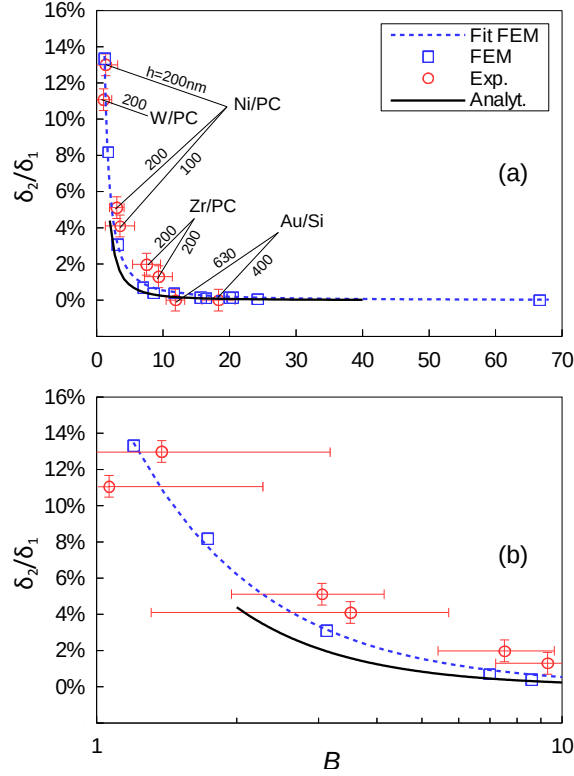 16%
14%
12%
10%
8%
6%
4%
2%
0%
δ₂/δ₁
0 10 20 30 40 50 60 70
Fit FEM
FEM
Exp.
Analyt.
h=200nm
Ni/PC
200
W/PC
200
100
Zr/PC
Au/Si
200
200
630
400
(a)
16%
14%
12%
10%
8%
6%
4%
2%
0%
δ₂/δ₁
(b)
1 10
B